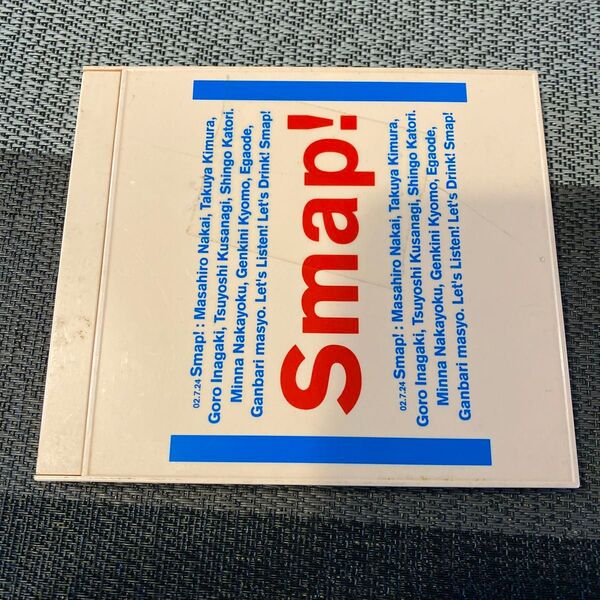 02.7.24 Smap! : Masahiro Nakai, Takuya Kimura,
Goro Inagaki, Tsuyoshi Kusanagi, Shingo Katori.
Minna Nakayoku, Genkini Kyomo, Egaode,
Ganbari masyo. Let's Listen! Let's Drink! Smap!
Smap!
02.7.24 Smap! : Masahiro Nakai, Takuya Kimura,
Goro Inagaki, Tsuyoshi Kusanagi, Shingo Katori.
Minna Nakayoku, Genkini Kyomo, Egaode,
Ganbari masyo. Let's Listen! Let's Drink! Smap!